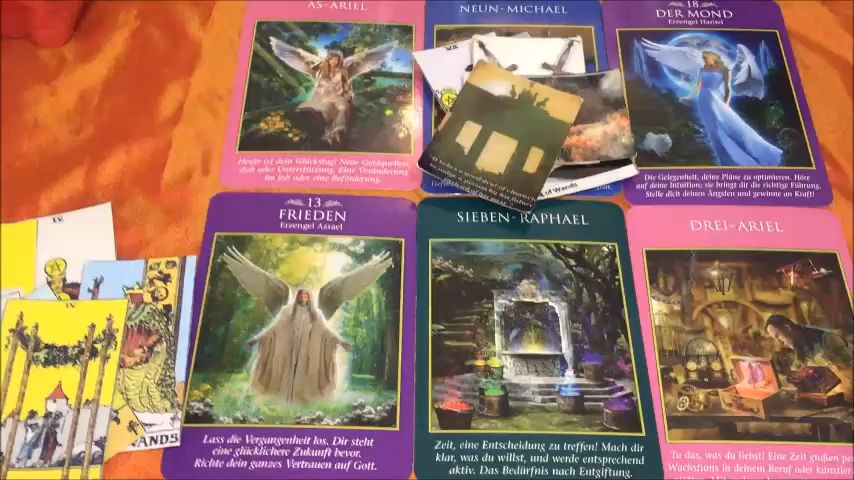 AS-ARIEL
Heute ist dein Glückstag! Neue Geldquellen,
Zeit oder Unterstützung. Eine Veränderung
im Job oder eine Beförderung.
NEUN-MICHAEL
of Wands
18
DER MOND
Erzengel Haniel
Die Gelegenheit, deine Pläne zu optimieren. Höre
auf deine Intuition; sie bringt dir die richtige Führung.
Stelle dich deinen Ängsten und gewinne an Kraft!
IV
IV
ANDS
13
FRIEDEN
Erzengel Azrael
Lass die Vergangenheit los. Dir steht
eine glücklichere Zukunft bevor.
Richte dein ganzes Vertrauen auf Gott.
SIEBEN-RAPHAEL
Zeit, eine Entscheidung zu treffen! Mach dir
klar, was du willst, und werde entsprechend
aktiv. Das Bedürfnis nach Entgiftung.
DREI-ARIEL
Tu das, was du liebst! Eine Zeit großen
Wachstums in deinem Beruf oder